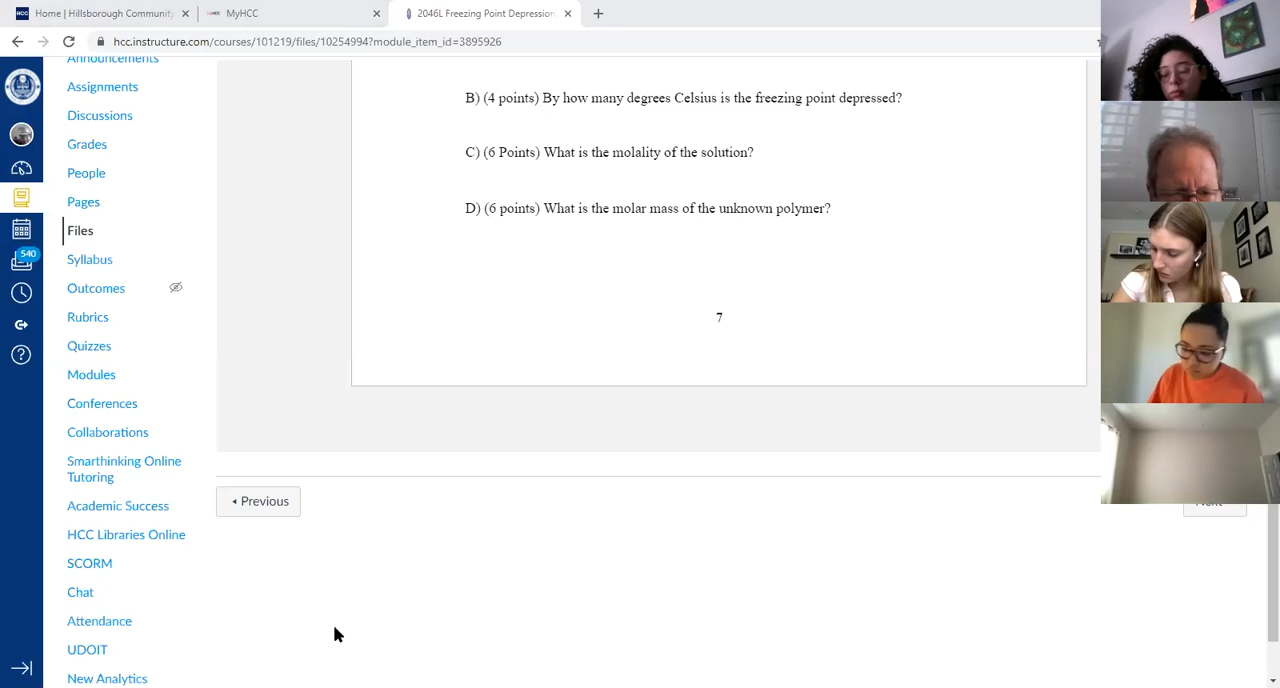 Home | Hillsborough Community
MyHCC
2046L Freezing Point Depression
hcc.instructure.com/courses/101219/files/10254994?module_item_id=3895926
Announcements
Assignments
Discussions
Grades
People
Pages
Files
Syllabus
Outcomes
Rubrics
Quizzes
Modules
Conferences
Collaborations
Smarthinking Online
Tutoring
Academic Success
HCC Libraries Online
SCORM
Chat
Attendance
UDOIT
New Analytics
540
B) (4 points) By how many degrees Celsius is the freezing point depressed?
C) (6 Points) What is the molality of the solution?
D) (6 points) What is the molar mass of the unknown polymer?
7
Previous
Next